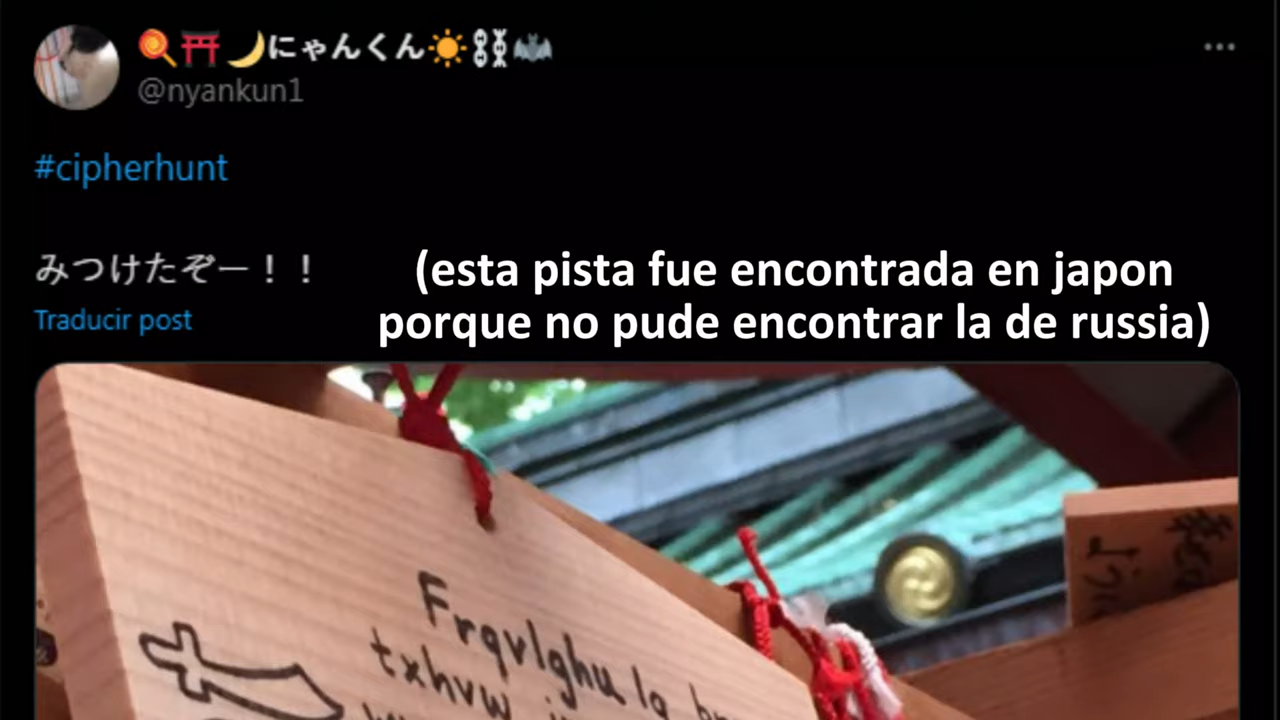 にゃんくん
@nyankun1
#cipherhunt
みつけたぞー！！
Traducir post
(esta pista fue encontrada en japon
porque no pude encontrar la de russia)
Frqvlghu lq
txhvw